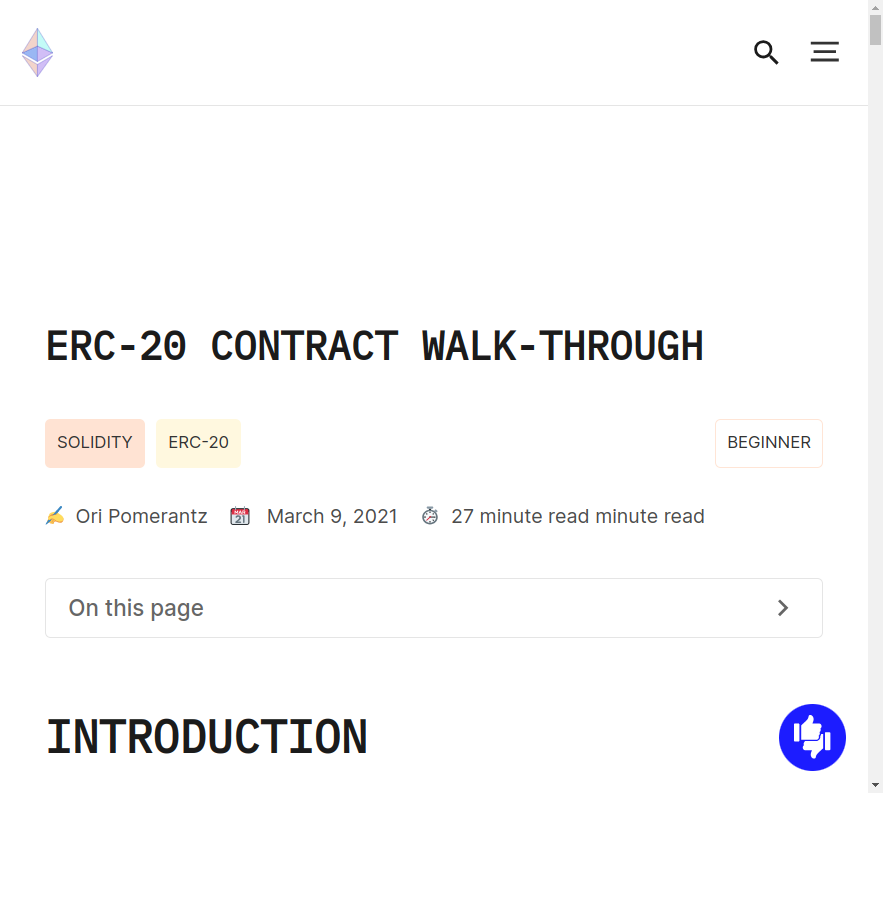 ERC-20 CONTRACT WALK-THROUGH
SOLIDITY ERC-20 BEGINNER
Ori Pomerantz March 9, 2021 27 minute read minute read
On this page
INTRODUCTION